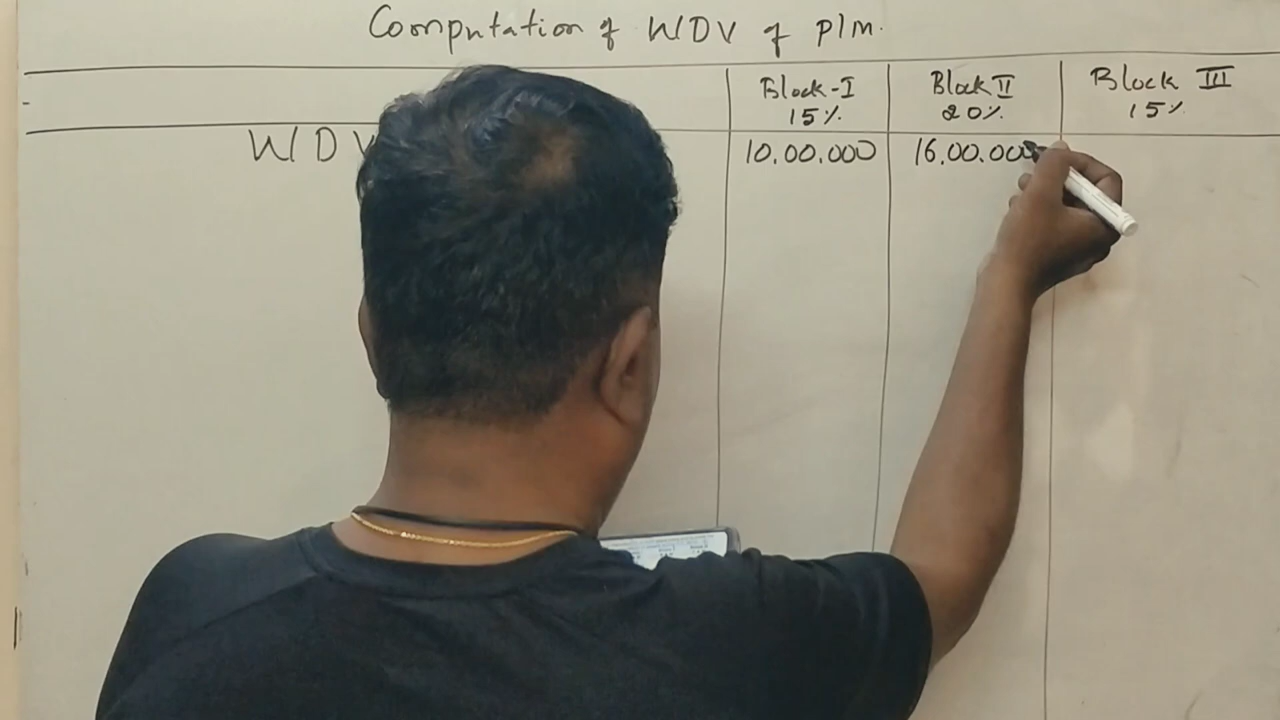 Computation of WDV of P/M.
Block-I Block II Block III
15% 20% 15%
WDV 10,00,000 16,00,000